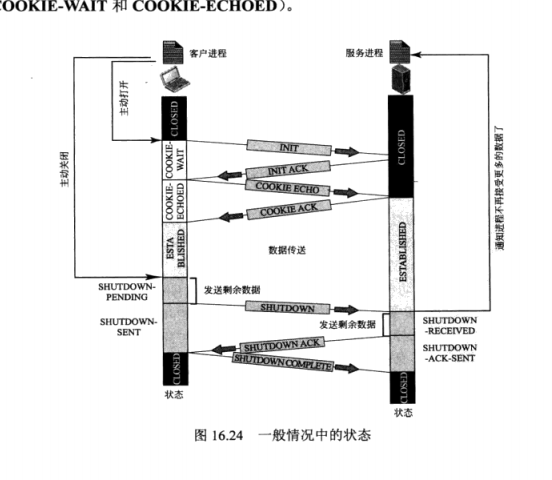 COOKIE-WAIT 和 COOKIE-ECHOED)。
客户进程
服务进程
主动打开
主动关闭
CLOSED
CLOSED
INIT
COOKIE-
WAIT
INIT ACK
COOKIE ECHO
COOKIE-
ECHOED
COOKIE ACK
通知进程不再接受更多的数据了
ESTA
BLISHED
数据传送
ESTABLISHED
SHUTDOWN-
PENDING
发送剩余数据
SHUTDOWN
SHUTDOWN-
SENT
发送剩余数据
SHUTDOWN
-RECEIVED
SHUTDOWN ACK
SHUTDOWN
-ACK-SENT
SHUTDOWN COMPLETE
CLOSED
CLOSED
状态
状态
图 16.24 一般情况中的状态